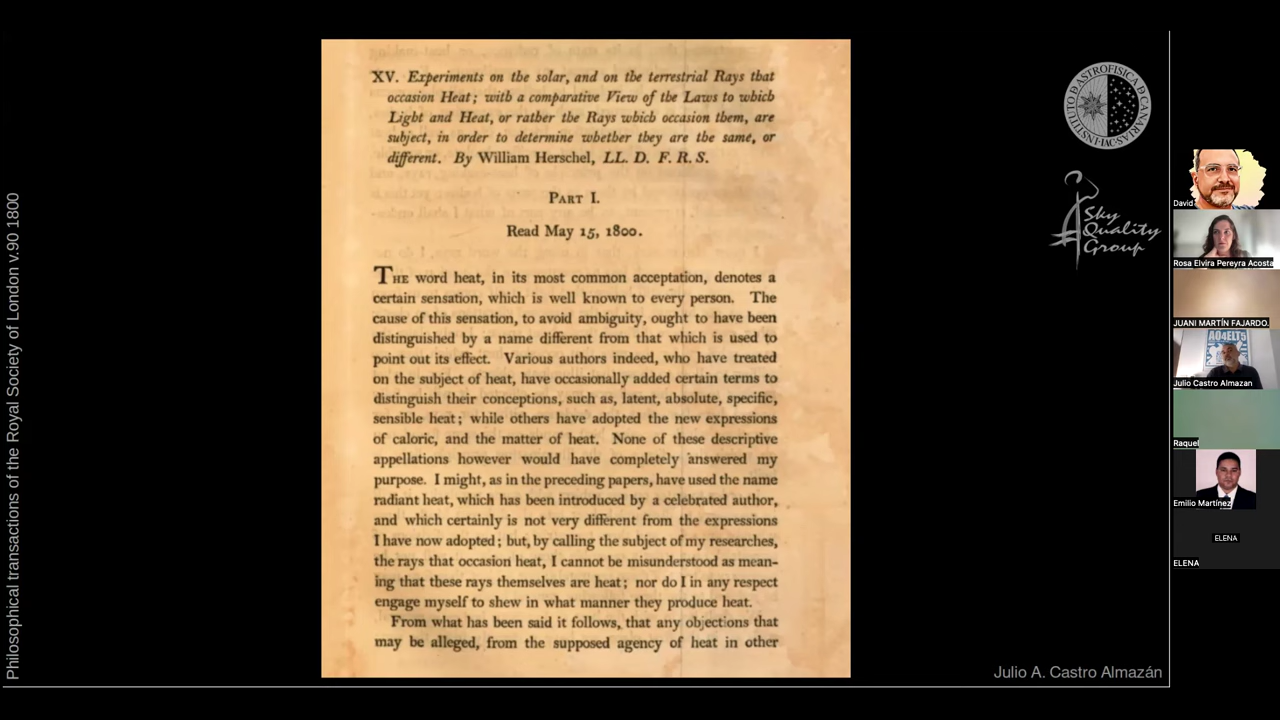 Philosophical transactions of the Royal Society of London v.90 1800
XV. Experiments on the solar, and on the terrestrial Rays that
occasion Heat; with a comparative View of the Laws to which
Light and Heat, or rather the Rays which occasion them, are
subject, in order to determine whether they are the same, or
different. By William Herschel, LL. D. F. R. S.
PART I.
Read May 15, 1800.
THE word heat, in its most common acceptation, denotes a
certain sensation, which is well known to every person. The
cause of this sensation, to avoid ambiguity, ought to have been
distinguished by a name different from that which is used to
point out its effect. Various authors indeed, who have treated
on the subject of heat, have occasionally added certain terms to
distinguish their conceptions, such as, latent, absolute, specific,
sensible heat; while others have adopted the new expressions
of caloric, and the matter of heat. None of these descriptive
appellations however would have completely answered my
purpose. I might, as in the preceding papers, have used the name
radiant heat, which has been introduced by a celebrated author,
and which certainly is not very different from the expressions
I have now adopted; but, by calling the subject of my researches,
the rays that occasion heat, I cannot be misunderstood as mean-
ing that these rays themselves are heat; nor do I in any respect
engage myself to shew in what manner they produce heat.
From what has been said it follows, that any objections that
may be alleged, from the supposed agency of heat in other
INSTITUTO D ASTROFISICA D CANARIAS·IAC·
Sky
Quality
Group
Julio A. Castro Almazán
David
Rosa Elvira Pereyra Acosta
JUANI MARTÍN FAJARDO.
AO4ELT5
Julio Castro Almazan
Raquel
Emilio Martínez
ELENA
ELENA